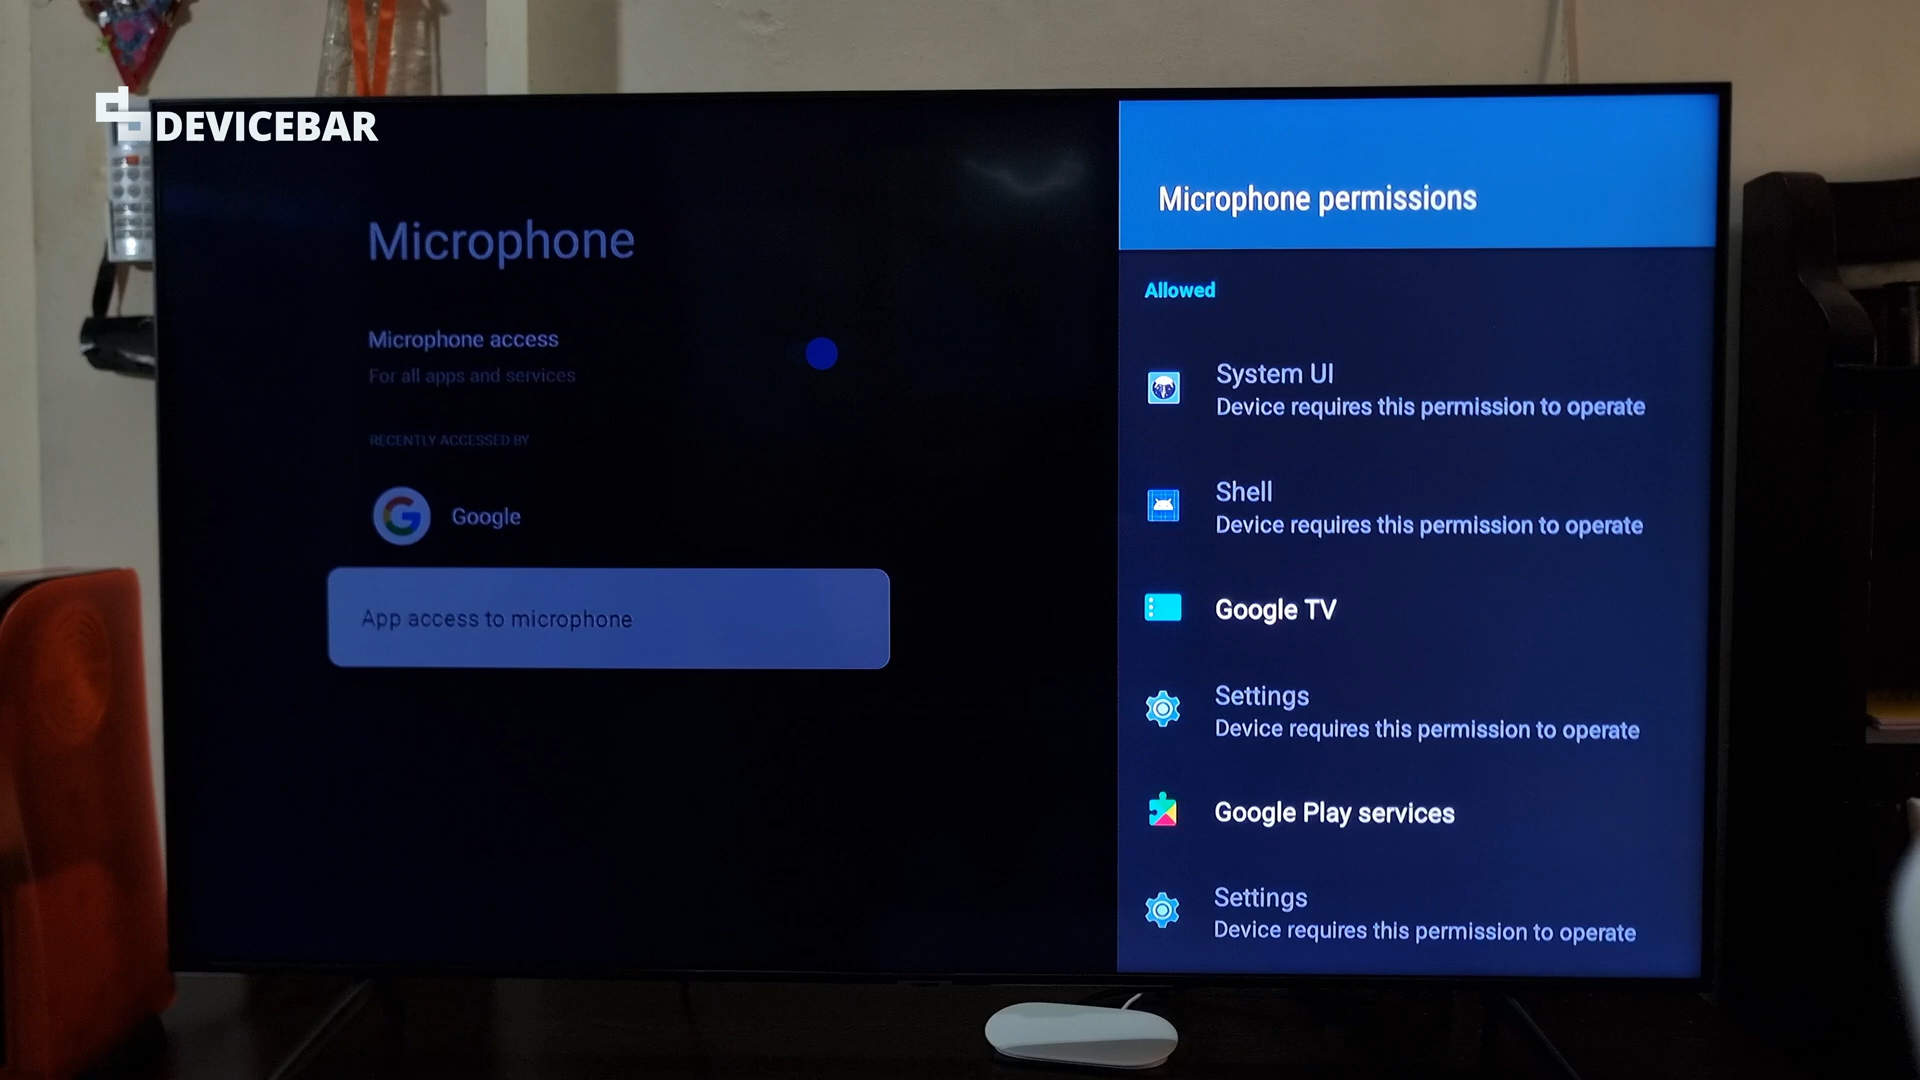 DEVICEBAR
Microphone
Microphone access
For all apps and services
RECENTLY ACCESSED BY
Google
App access to microphone
Microphone permissions
Allowed
System UI
Device requires this permission to operate
Shell
Device requires this permission to operate
Google TV
Settings
Device requires this permission to operate
Google Play services
Settings
Device requires this permission to operate